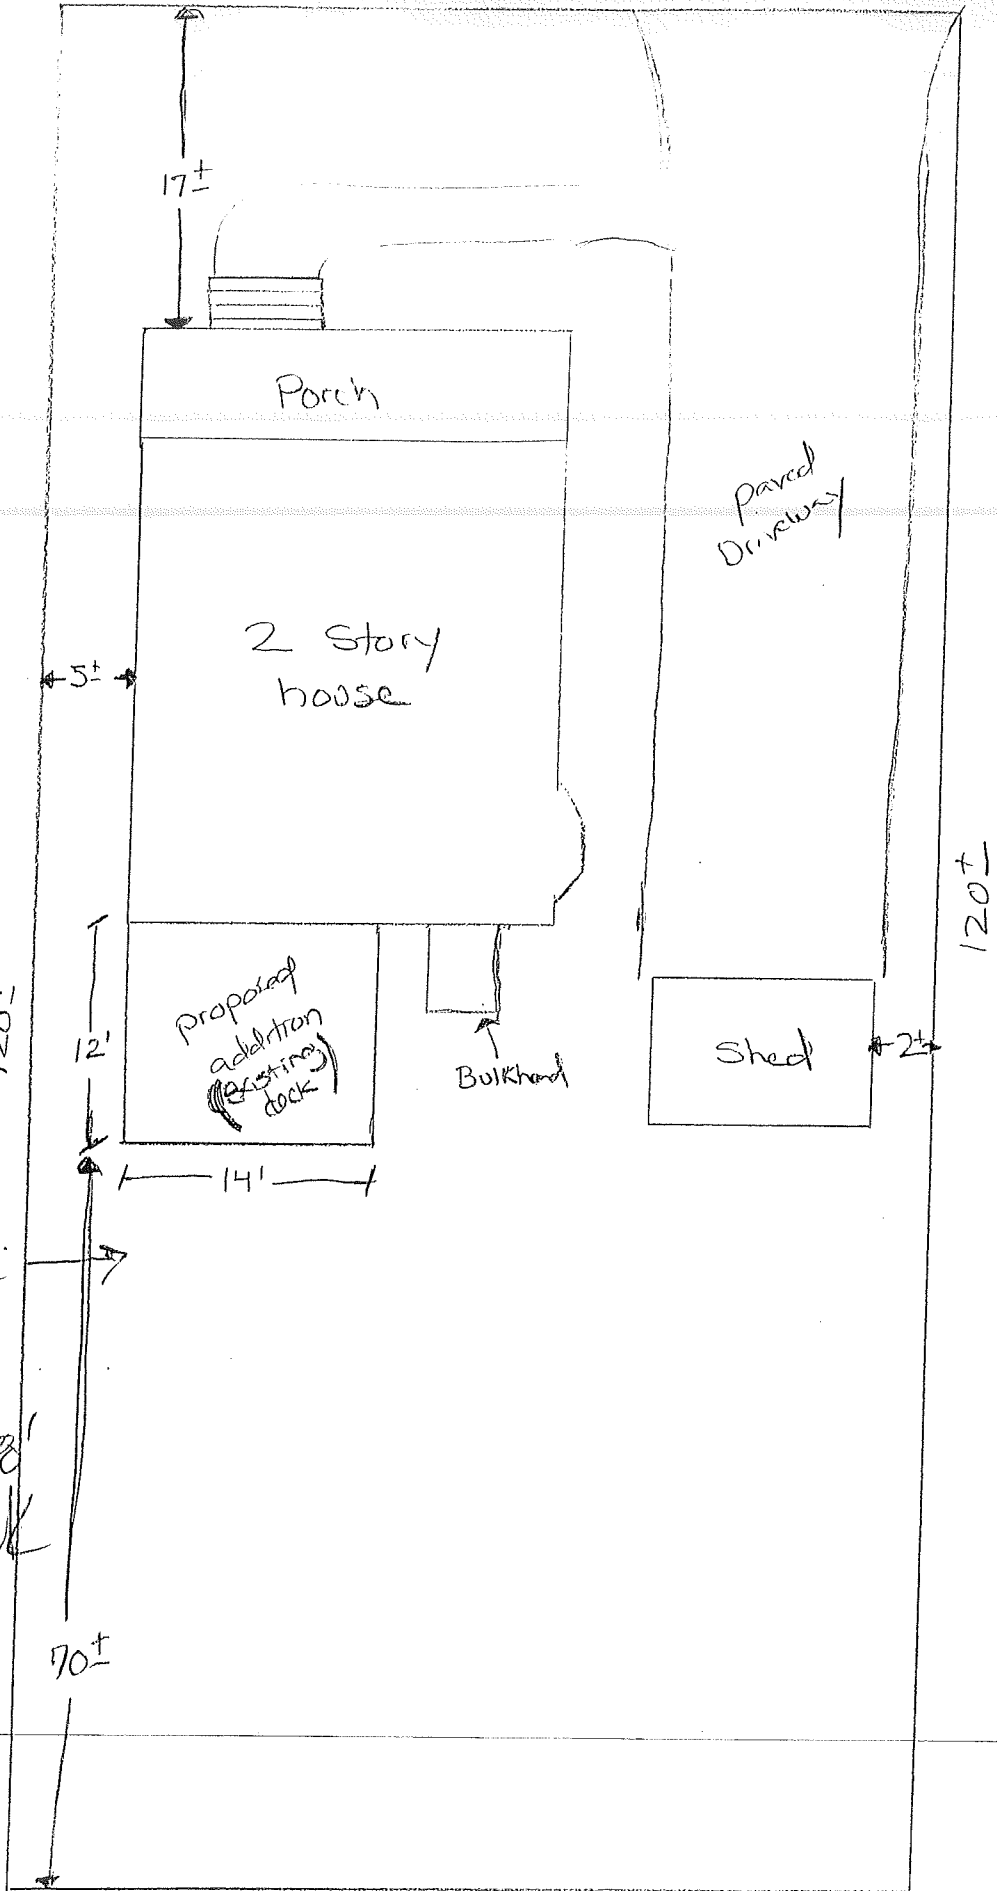 17±
Porch
paved
Driveway
2 Story
house
5±
120±
proposed
addition
(existing
deck)
12'
Bulkhead
Shed
2±
14'
8'
70±